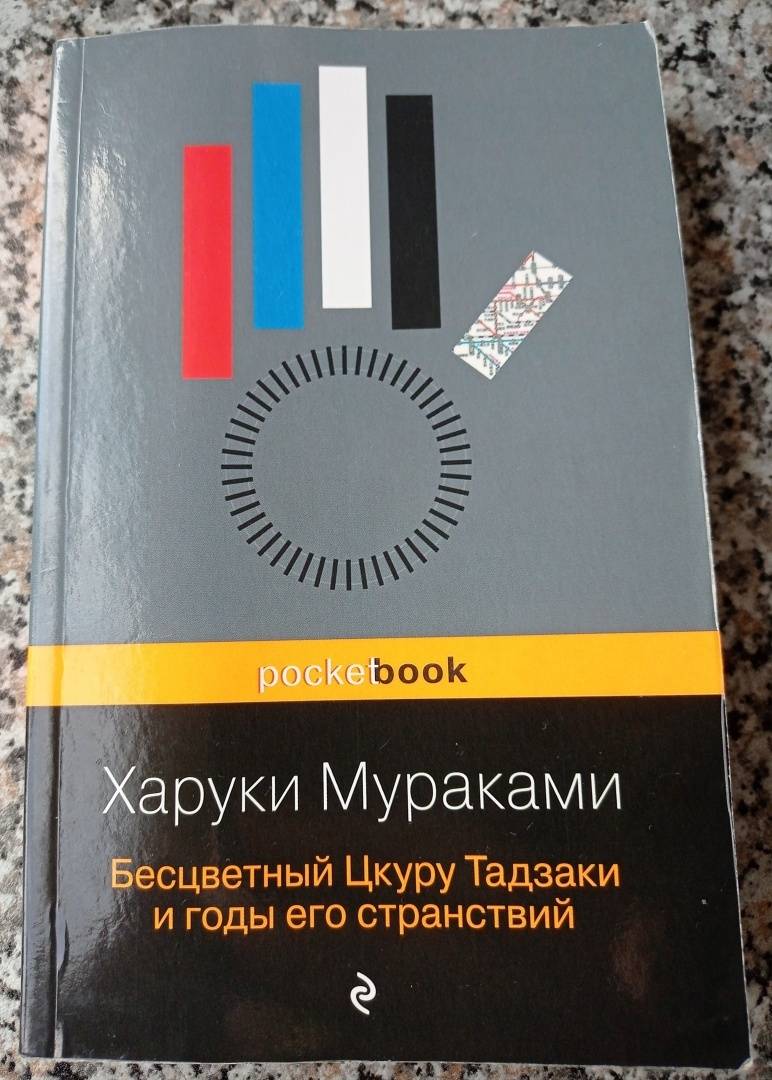 pocketbook
Харуки Мураками
Бесцветный Цкуру Тадзаки
и годы его странствий